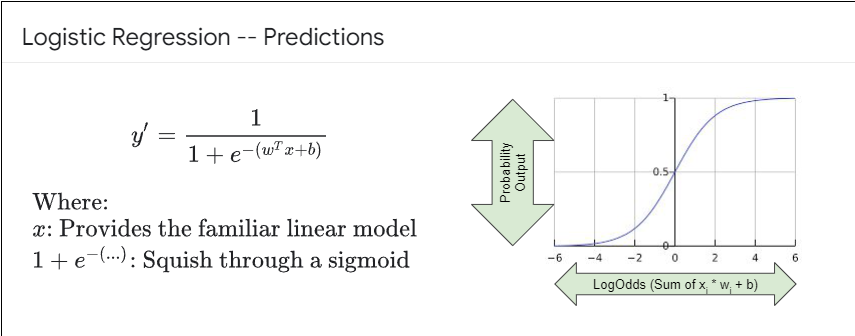 Logistic Regression -- Predictions
y′ = 1 / (1 + e^−(w^T x+b))
Where:
x: Provides the familiar linear model
1 + e^−(...): Squish through a sigmoid
Probability
Output
1
0.5
0
-6 -4 -2 0 2 4 6
LogOdds (Sum of x_i * w_i + b)